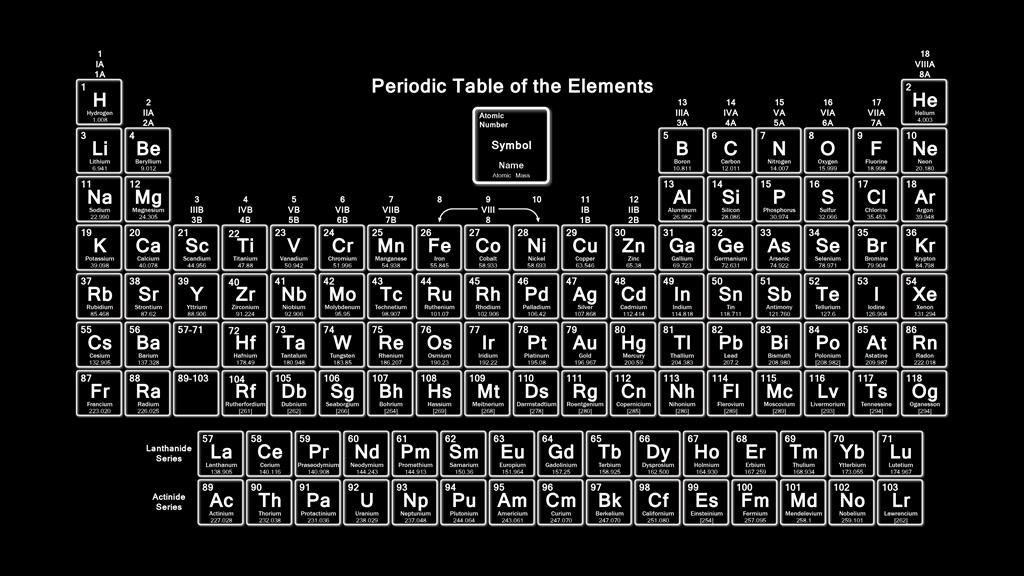 1 18
IA VIIIA
1A 8A
Periodic Table of the Elements
1 2
H He
Hydrogen Helium
1.008 4.003
2 13 14 15 16 17
IIA IIIA IVA VA VIA VIIA
2A 3A 4A 5A 6A 7A
Atomic
Number
Symbol
Name
Atomic Mass
3 4 5 6 7 8 9 10
Li Be B C N O F Ne
Lithium Beryllium Boron Carbon Nitrogen Oxygen Fluorine Neon
6.941 9.012 10.811 12.011 14.007 15.999 18.998 20.180
11 12 13 14 15 16 17 18
Na Mg Al Si P S Cl Ar
Sodium Magnesium Aluminum Silicon Phosphorus Sulfur Chlorine Argon
22.990 24.305 26.982 28.086 30.974 32.066 35.453 39.948
3 4 5 6 7 8 9 10 11 12
IIIB IVB VB VIB VIIB VIII IB IIB
3B 4B 5B 6B 7B 8 1B 2B
19 20 21 22 23 24 25 26 27 28 29 30 31 32 33 34 35 36
K Ca Sc Ti V Cr Mn Fe Co Ni Cu Zn Ga Ge As Se Br Kr
Potassium Calcium Scandium Titanium Vanadium Chromium Manganese Iron Cobalt Nickel Copper Zinc Gallium Germanium Arsenic Selenium Bromine Krypton
39.098 40.078 44.956 47.88 50.942 51.996 54.938 55.845 58.933 58.693 63.546 65.38 69.723 72.631 74.922 78.971 79.904 84.798
37 38 39 40 41 42 43 44 45 46 47 48 49 50 51 52 53 54
Rb Sr Y Zr Nb Mo Tc Ru Rh Pd Ag Cd In Sn Sb Te I Xe
Rubidium Strontium Yttrium Zirconium Niobium Molybdenum Technetium Ruthenium Rhodium Palladium Silver Cadmium Indium Tin Antimony Tellurium Iodine Xenon
85.468 87.62 88.906 91.224 92.906 95.95 98.907 101.07 102.906 106.42 107.868 112.414 114.818 118.711 121.760 127.6 126.904 131.294
55 56 57-71 72 73 74 75 76 77 78 79 80 81 82 83 84 85 86
Cs Ba Hf Ta W Re Os Ir Pt Au Hg Tl Pb Bi Po At Rn
Cesium Barium Hafnium Tantalum Tungsten Rhenium Osmium Iridium Platinum Gold Mercury Thallium Lead Bismuth Polonium Astatine Radon
132.905 137.328 178.49 180.948 183.85 186.207 190.23 192.22 195.08 196.967 200.59 204.383 207.2 208.980 [208.982] 209.987 222.018
87 88 89-103 104 105 106 107 108 109 110 111 112 113 114 115 116 117 118
Fr Ra Rf Db Sg Bh Hs Mt Ds Rg Cn Nh Fl Mc Lv Ts Og
Francium Radium Rutherfordium Dubnium Seaborgium Bohrium Hassium Meitnerium Darmstadtium Roentgenium Copernicium Nihonium Flerovium Moscovium Livermorium Tennessine Oganesson
223.020 226.025 [261] [262] [266] [264] [269] [268] [278] [280] [285] [286] [289] [289] [293] [294] [294]
Lanthanide
Series
57 58 59 60 61 62 63 64 65 66 67 68 69 70 71
La Ce Pr Nd Pm Sm Eu Gd Tb Dy Ho Er Tm Yb Lu
Lanthanum Cerium Praseodymium Neodymium Promethium Samarium Europium Gadolinium Terbium Dysprosium Holmium Erbium Thulium Ytterbium Lutetium
138.905 140.116 140.908 144.243 144.913 150.36 151.964 157.25 158.925 162.500 164.930 167.259 168.934 173.055 174.967
Actinide
Series
89 90 91 92 93 94 95 96 97 98 99 100 101 102 103
Ac Th Pa U Np Pu Am Cm Bk Cf Es Fm Md No Lr
Actinium Thorium Protactinium Uranium Neptunium Plutonium Americium Curium Berkelium Californium Einsteinium Fermium Mendelevium Nobelium Lawrencium
227.028 232.038 231.036 238.029 237.048 244.064 243.061 247.070 247.070 251.080 [254] 257.095 258.1 259.101 [262]